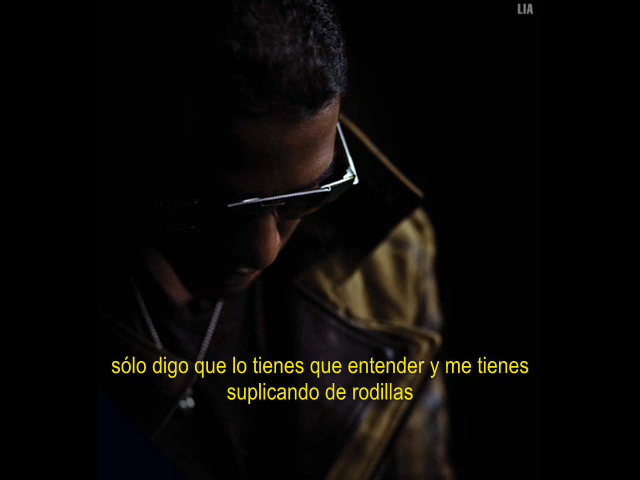 LIA
sólo digo que lo tienes que entender y me tienes
suplicando de rodillas